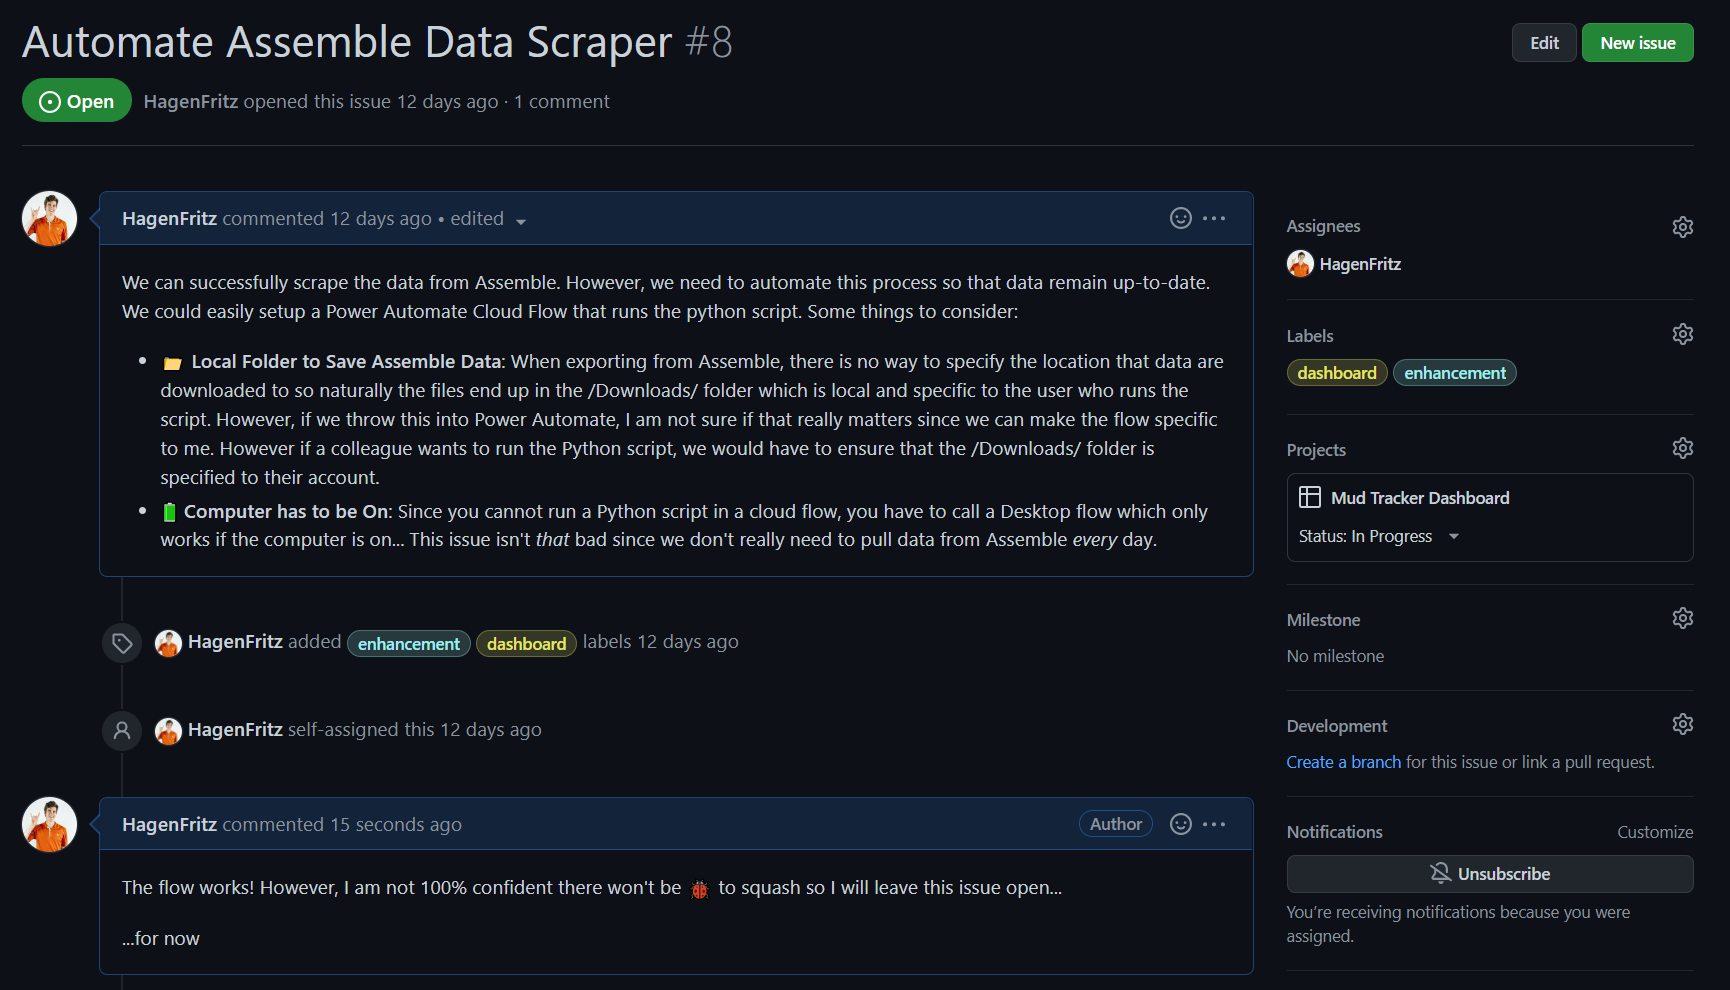 Automate Assemble Data Scraper #8
Edit
New issue
Open
HagenFritz opened this issue 12 days ago · 1 comment
HagenFritz commented 12 days ago • edited
We can successfully scrape the data from Assemble. However, we need to automate this process so that data remain up-to-date.
We could easily setup a Power Automate Cloud Flow that runs the python script. Some things to consider:
• 📁 Local Folder to Save Assemble Data: When exporting from Assemble, there is no way to specify the location that data are
downloaded to so naturally the files end up in the /Downloads/ folder which is local and specific to the user who runs the
script. However, if we throw this into Power Automate, I am not sure if that really matters since we can make the flow specific
to me. However if a colleague wants to run the Python script, we would have to ensure that the /Downloads/ folder is
specified to their account.
• 🔋 Computer has to be On: Since you cannot run a Python script in a cloud flow, you have to call a Desktop flow which only
works if the computer is on... This issue isn't that bad since we don't really need to pull data from Assemble every day.
HagenFritz added enhancement dashboard labels 12 days ago
HagenFritz self-assigned this 12 days ago
HagenFritz commented 15 seconds ago
Author
The flow works! However, I am not 100% confident there won't be 🐞 to squash so I will leave this issue open...
...for now
Assignees
HagenFritz
Labels
dashboard enhancement
Projects
Mud Tracker Dashboard
Status: In Progress
Milestone
No milestone
Development
Create a branch for this issue or link a pull request.
Notifications
Customize
Unsubscribe
You're receiving notifications because you were
assigned.